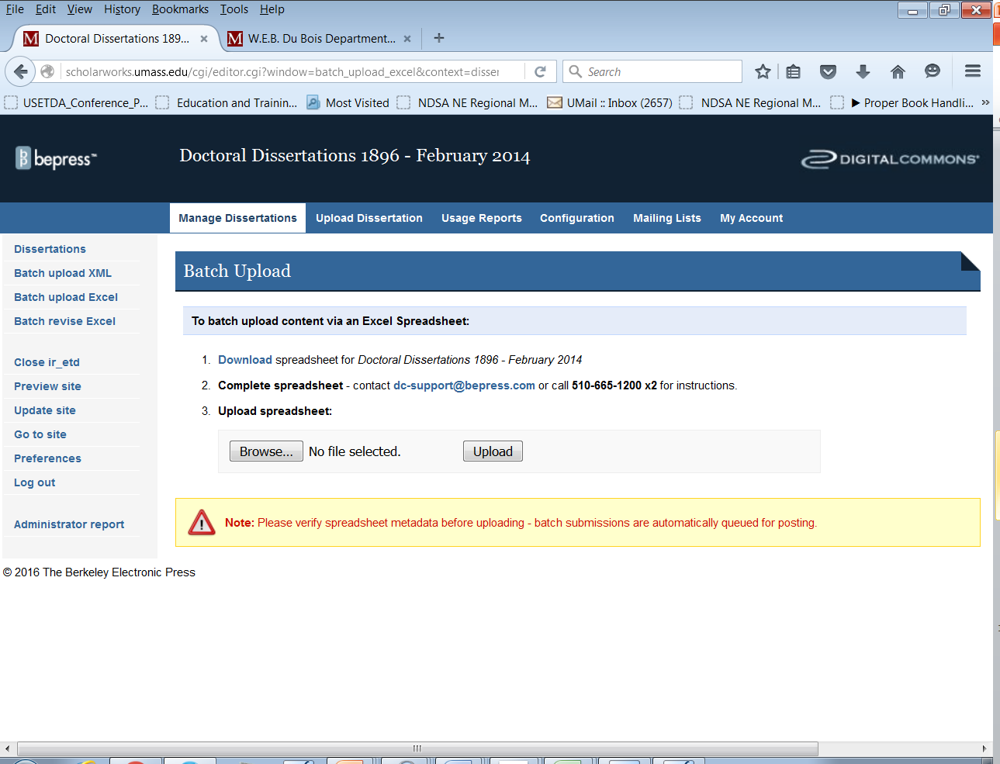 File Edit View History Bookmarks Tools Help
Doctoral Dissertations 189... × W.E.B. Du Bois Department... × +
scholarworks.umass.edu/cgi/editor.cgi?window=batch_upload_excel&context=disser
Search
USETDA_Conference_P... Education and Trainin... Most Visited NDSA NE Regional M... UMail :: Inbox (2657) NDSA NE Regional M... ▶ Proper Book Handli... »
bepress™
Doctoral Dissertations 1896 - February 2014
DIGITALCOMMONS
Manage Dissertations Upload Dissertation Usage Reports Configuration Mailing Lists My Account
Dissertations
Batch upload XML
Batch upload Excel
Batch revise Excel
Close ir_etd
Preview site
Update site
Go to site
Preferences
Log out
Administrator report
Batch Upload
To batch upload content via an Excel Spreadsheet:
1. Download spreadsheet for Doctoral Dissertations 1896 - February 2014
2. Complete spreadsheet - contact dc-support@bepress.com or call 510-665-1200 x2 for instructions.
3. Upload spreadsheet:
Browse... No file selected. Upload
Note: Please verify spreadsheet metadata before uploading - batch submissions are automatically queued for posting.
© 2016 The Berkeley Electronic Press